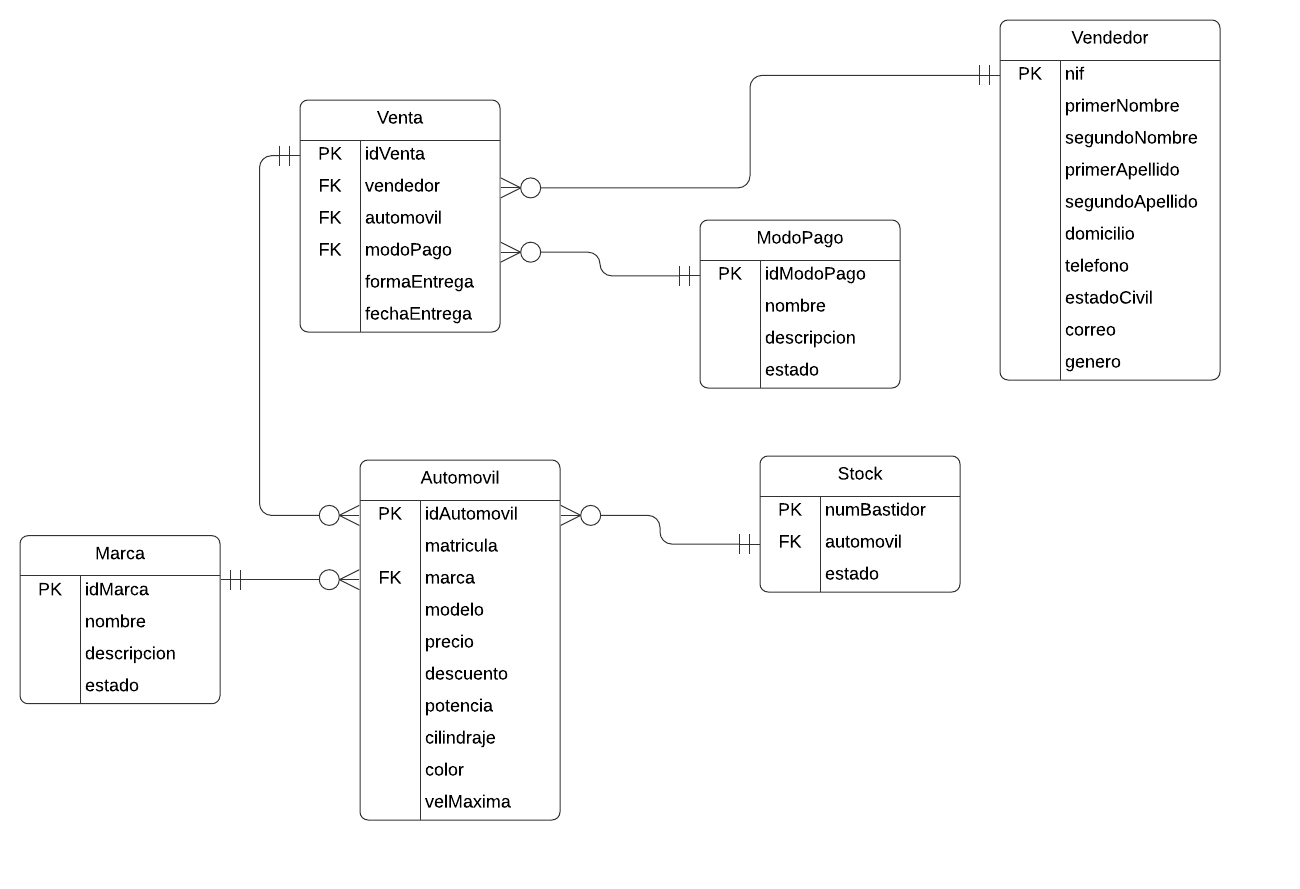 Vendedor
PK nif
primerNombre
segundoNombre
primerApellido
segundoApellido
domicilio
telefono
estadoCivil
correo
genero
Venta
PK idVenta
FK vendedor
FK automovil
FK modoPago
formaEntrega
fechaEntrega
ModoPago
PK idModoPago
nombre
descripcion
estado
Automovil
PK idAutomovil
matricula
FK marca
modelo
precio
descuento
potencia
cilindraje
color
velMaxima
Stock
PK numBastidor
FK automovil
estado
Marca
PK idMarca
nombre
descripcion
estado